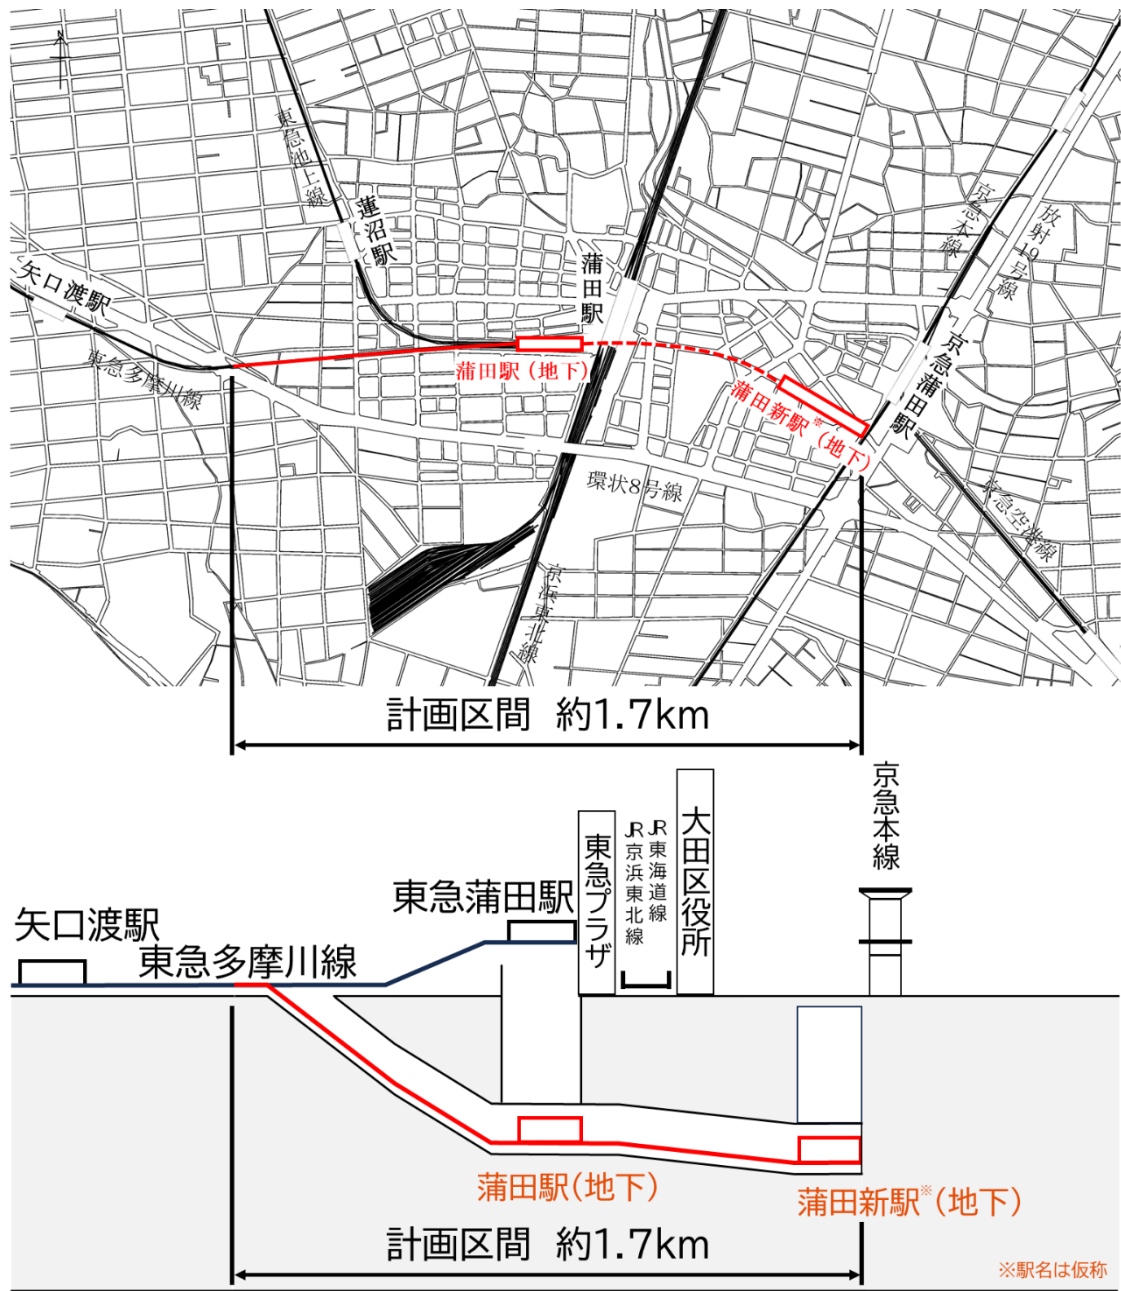 東急池上線
蓮沼駅
蒲田駅
京急本線
放射19号線
矢口渡駅
東急多摩川線
蒲田駅(地下)
蒲田新駅※(地下)
京急蒲田駅
環状8号線
京急空港線
京浜東北線
計画区間 約1.7km
京急本線
大田区役所
JR東海道線
JR京浜東北線
東急プラザ
東急蒲田駅
矢口渡駅
東急多摩川線
蒲田駅(地下)
蒲田新駅※(地下)
計画区間 約1.7km
※駅名は仮称